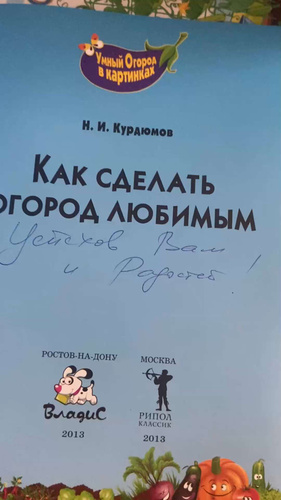 Умный Огород
в картинках
Н. И. Курдюмов
Как сделать
огород любимым
Успехов Вам
и Радостей!
РОСТОВ-НА-ДОНУ
ВладиС
2013
МОСКВА
РИПОЛ
КЛАССИК
2013